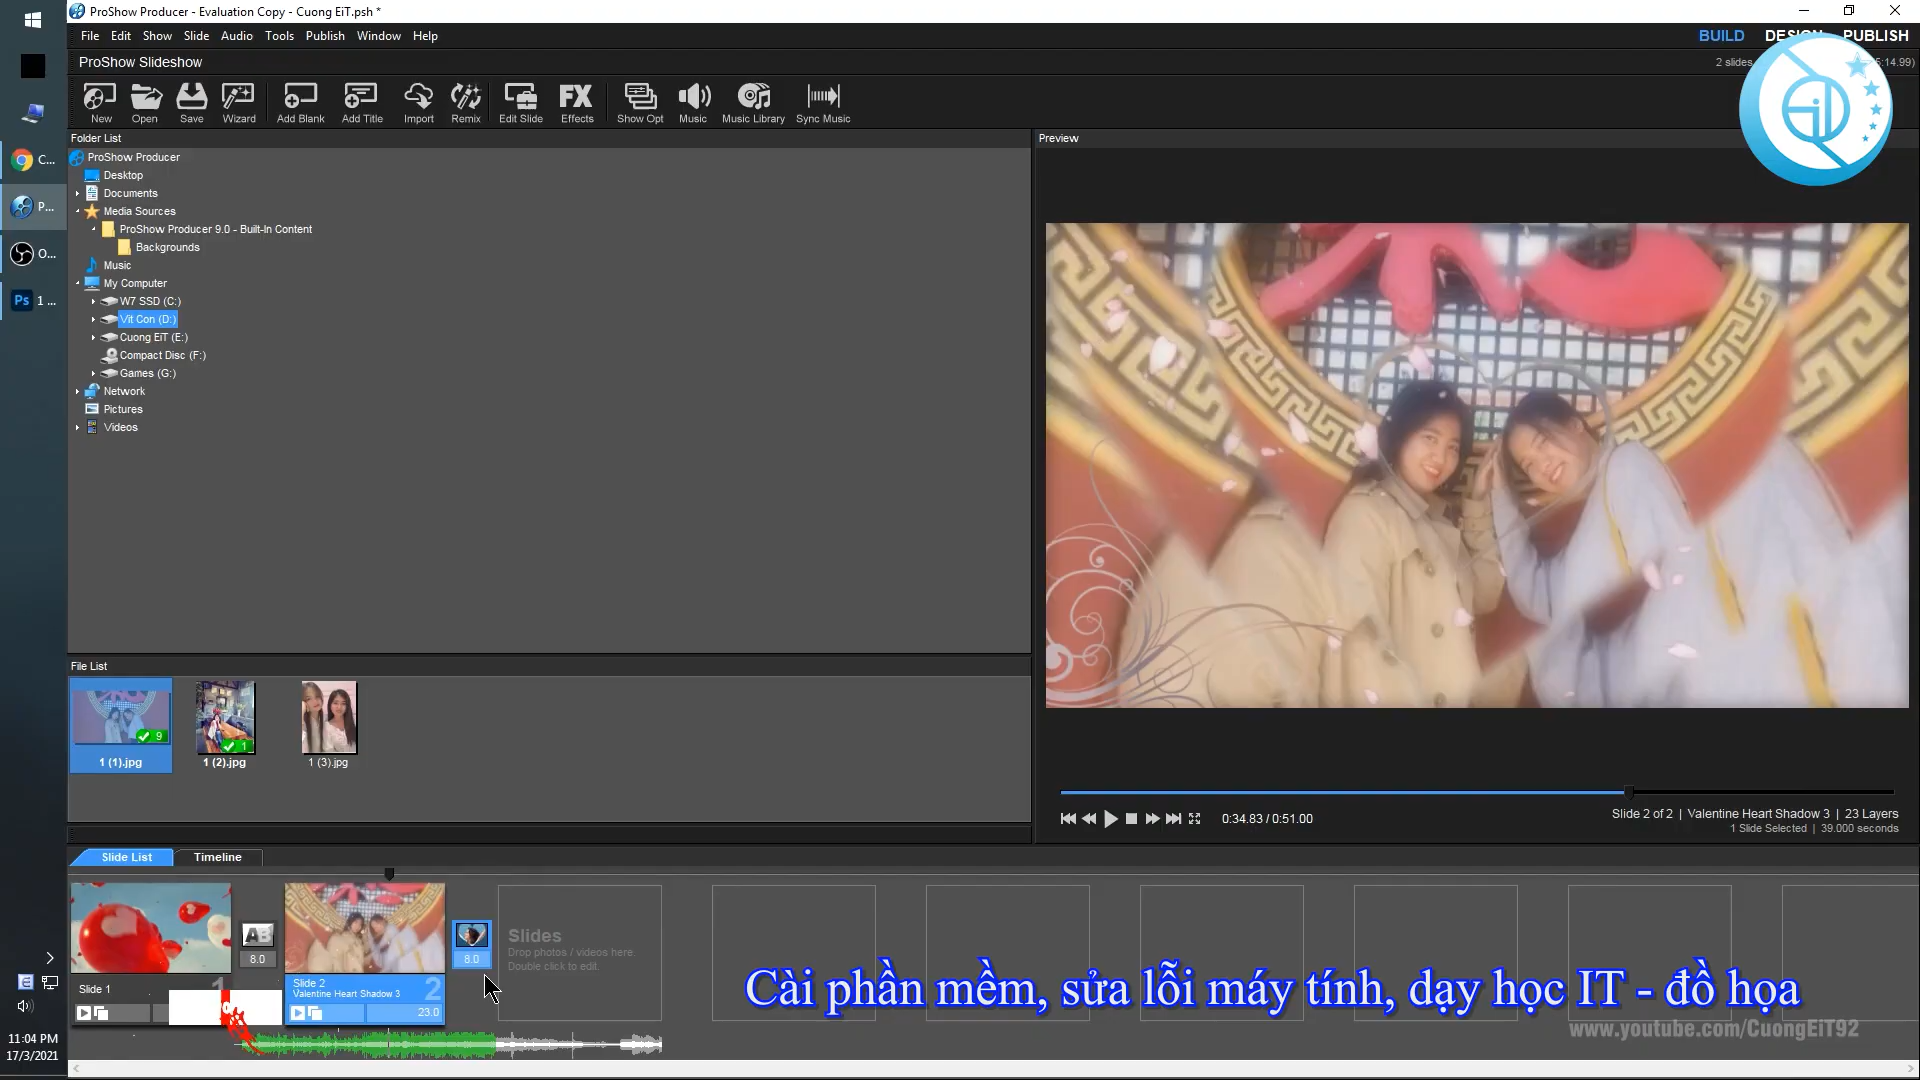 ProShow Producer - Evaluation Copy - Cuong EiT.psh *
File Edit Show Slide Audio Tools Publish Window Help
BUILD PUBLISH
ProShow Slideshow
2 slides
New Open Save Wizard Add Blank Add Title Import Remix Edit Slide FX Effects Show Opt Music Music Library Sync Music
Folder List
Preview
ProShow Producer
Desktop
Documents
Media Sources
ProShow Producer 9.0 - Built-In Content
Backgrounds
Music
My Computer
W7 SSD (C:)
Vit Con (D:)
Cuong EiT (E:)
Compact Disc (F:)
Games (G:)
Network
Pictures
Videos
C...
P...
O...
Ps 1 ...
File List
9
1
1 (1).jpg
1 (2).jpg
1 (3).jpg
0:34.83 / 0:51.00
Slide 2 of 2 | Valentine Heart Shadow 3 | 23 Layers
1 Slide Selected | 39.000 seconds
Slide List Timeline
AB
8.0
8.0
Slides
Drop photos / videos here.
Double click to edit.
Slide 1
1
Slide 2
Valentine Heart Shadow 3
2
23.0
Cài phần mềm, sửa lỗi máy tính, dạy học IT - đồ họa
www.youtube.com/CuongEiT92
11:04 PM
17/3/2021